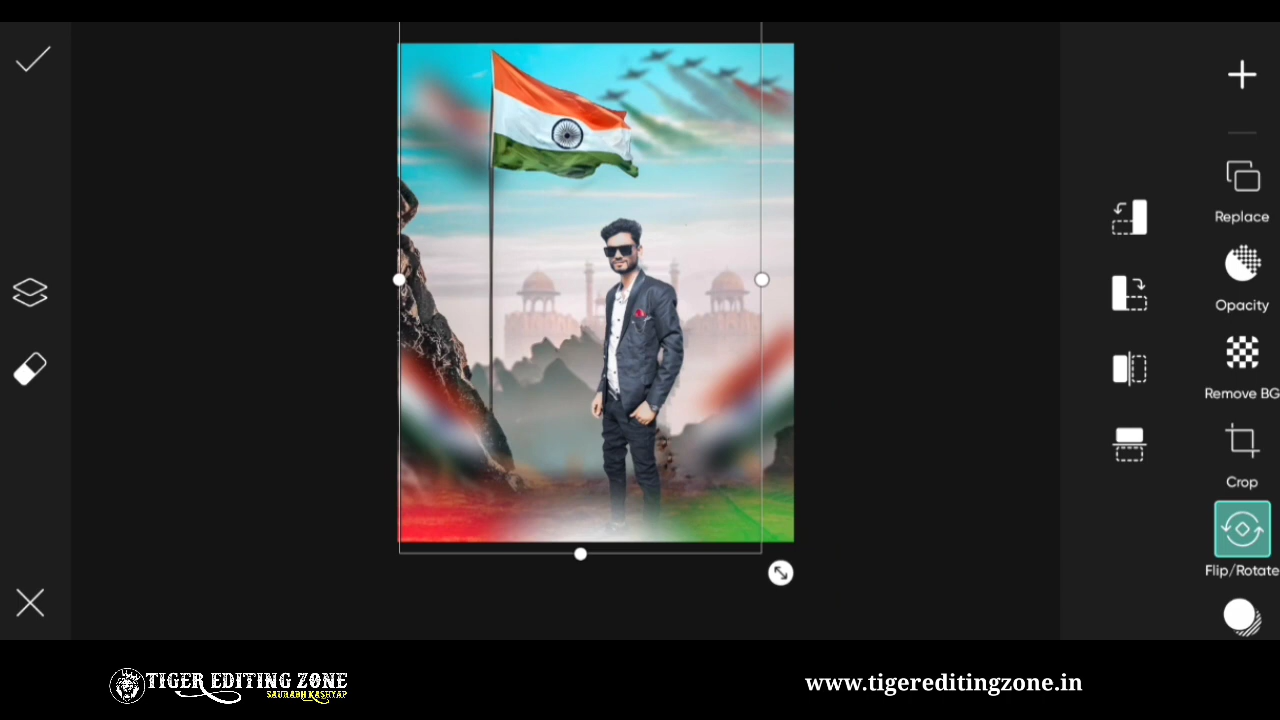 Replace
Opacity
Remove BG
Crop
Flip/Rotate
TIGER EDITING ZONE
SAURABH KASHYAP
www.tigereditingzone.in